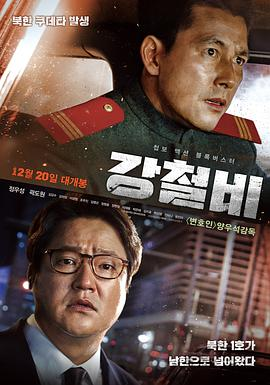 북한 쿠데타 발생
첩보 액션 블록버스터
강철비
12월 20일 대개봉
<변호인> 양우석감독
정우성 곽도원
북한 1호가
남한으로 넘어왔다